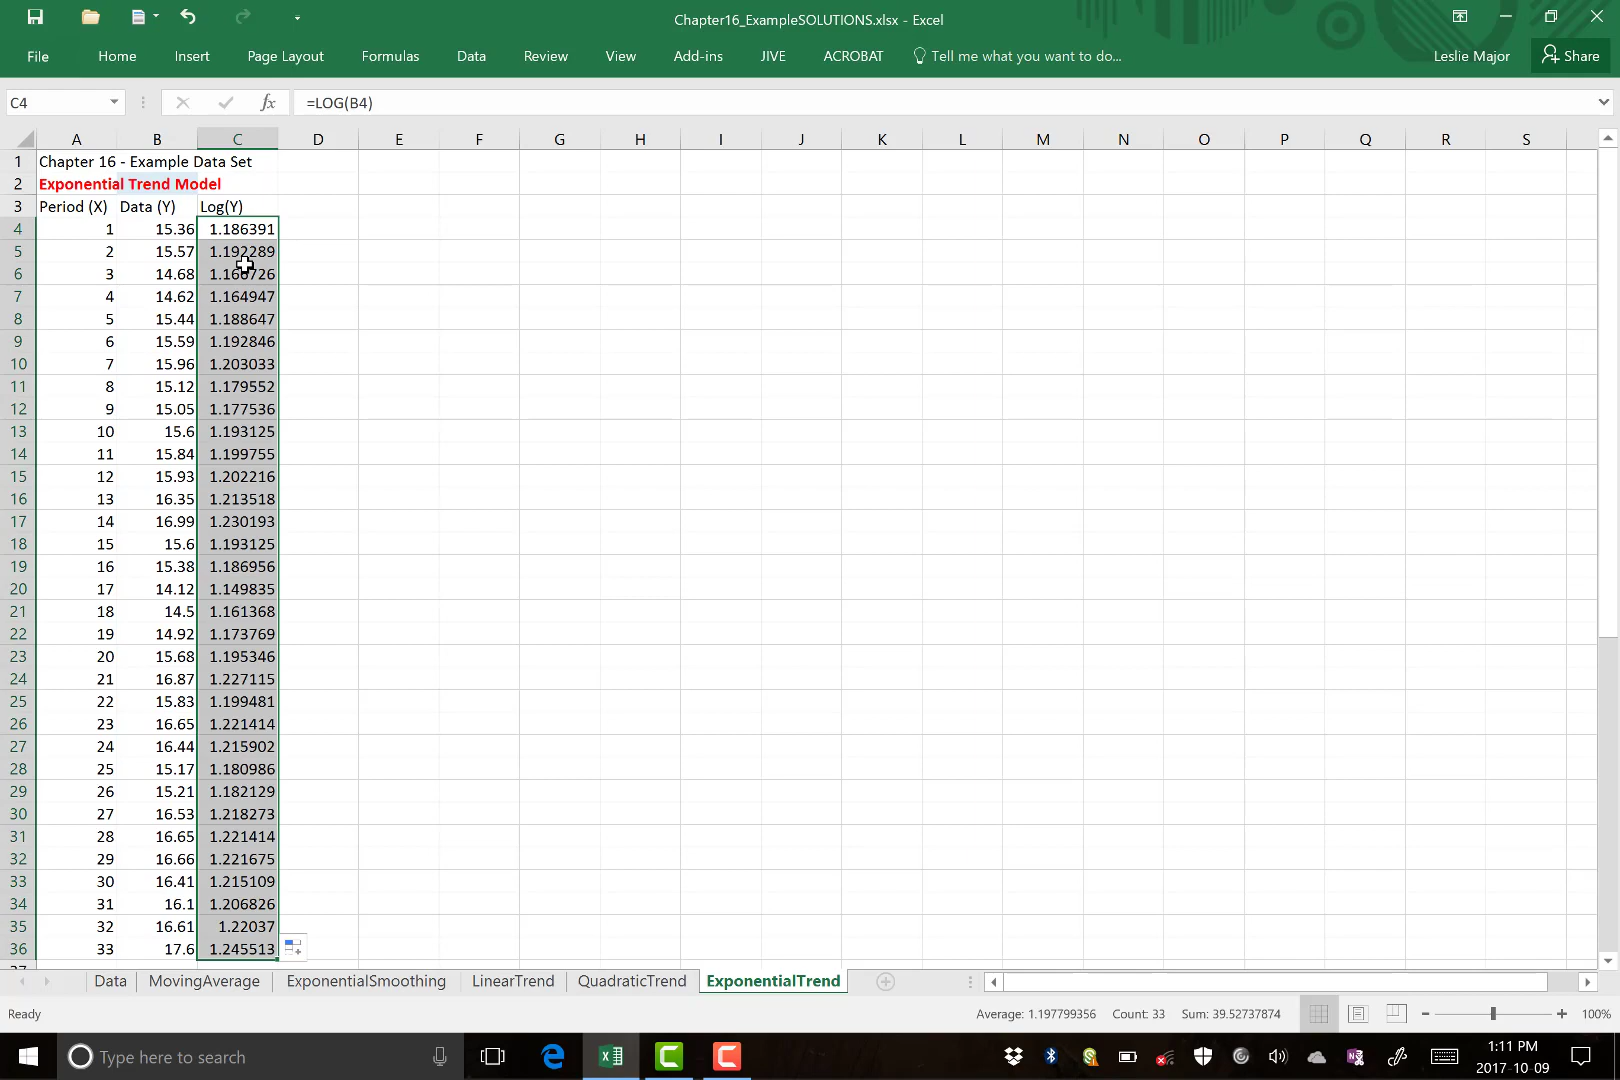 Chapter16_ExampleSOLUTIONS.xlsx - Excel
File Home Insert Page Layout Formulas Data Review View Add-ins JIVE ACROBAT Tell me what you want to do... Leslie Major Share
C4 fx =LOG(B4)
A B C D E F G H I J K L M N O P Q R S
1 Chapter 16 - Example Data Set
2 Exponential Trend Model
3 Period (X) Data (Y) Log(Y)
4 1 15.36 1.186391
5 2 15.57 1.192289
6 3 14.68 1.166726
7 4 14.62 1.164947
8 5 15.44 1.188647
9 6 15.59 1.192846
10 7 15.96 1.203033
11 8 15.12 1.179552
12 9 15.05 1.177536
13 10 15.6 1.193125
14 11 15.84 1.199755
15 12 15.93 1.202216
16 13 16.35 1.213518
17 14 16.99 1.230193
18 15 15.6 1.193125
19 16 15.38 1.186956
20 17 14.12 1.149835
21 18 14.5 1.161368
22 19 14.92 1.173769
23 20 15.68 1.195346
24 21 16.87 1.227115
25 22 15.83 1.199481
26 23 16.65 1.221414
27 24 16.44 1.215902
28 25 15.17 1.180986
29 26 15.21 1.182129
30 27 16.53 1.218273
31 28 16.65 1.221414
32 29 16.66 1.221675
33 30 16.41 1.215109
34 31 16.1 1.206826
35 32 16.61 1.22037
36 33 17.6 1.245513
Data MovingAverage ExponentialSmoothing LinearTrend QuadraticTrend ExponentialTrend
Ready Average: 1.197799356 Count: 33 Sum: 39.52737874 100%
Type here to search 1:11 PM
2017-10-09